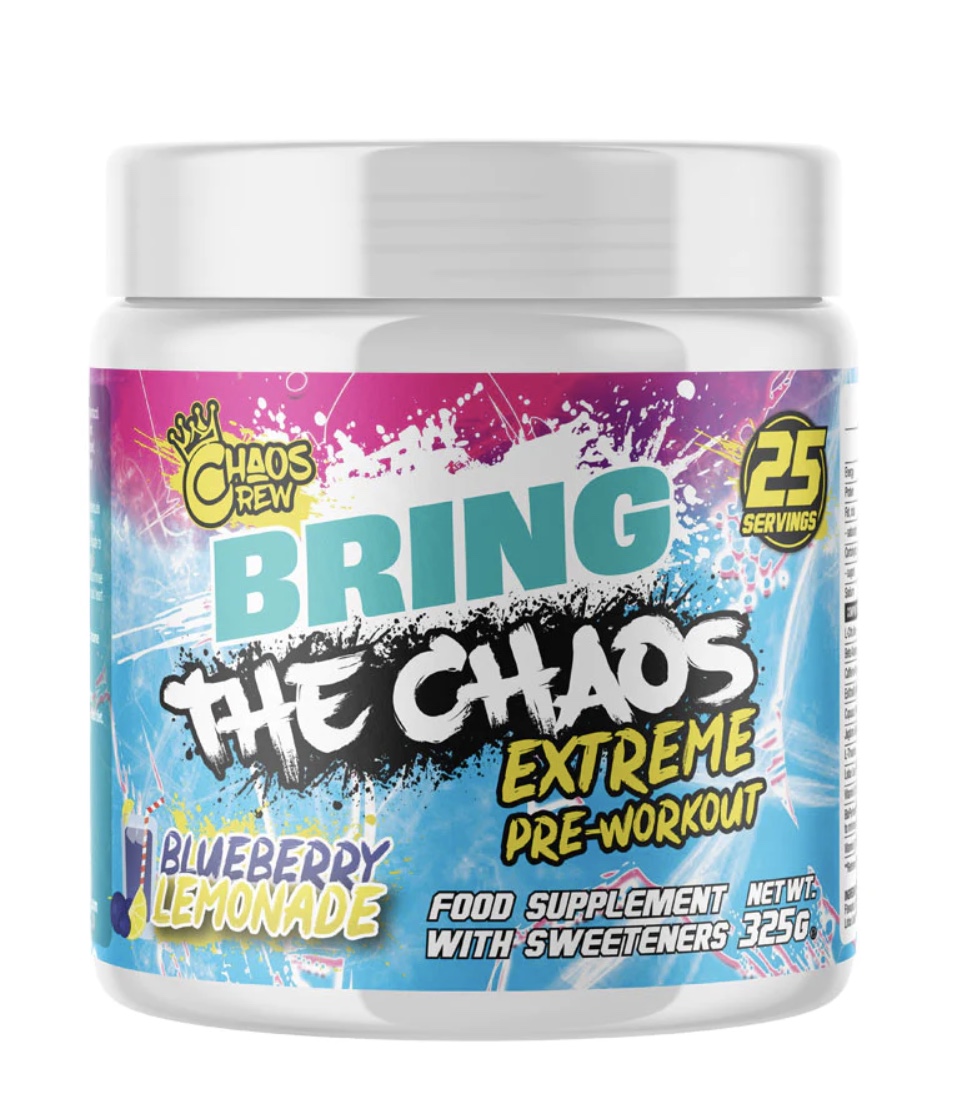 CHAOS
CREW
25
SERVINGS
BRING
THE CHAOS
EXTREME
PRE-WORKOUT
BLUEBERRY
LEMONADE
FOOD SUPPLEMENT
WITH SWEETENERS
NET WT.
325G